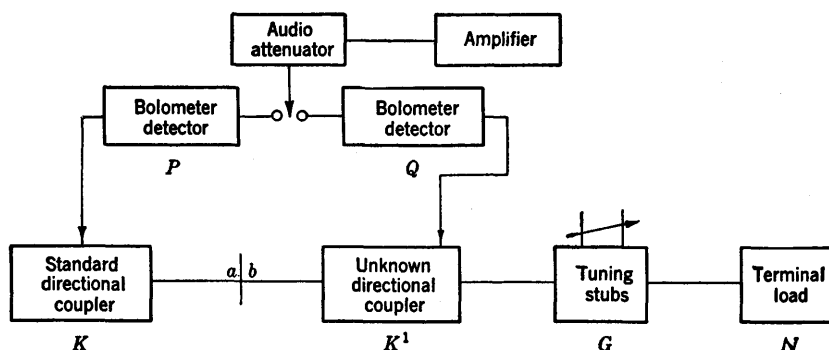 Audio
attenuator
Amplifier
Bolometer
detector
P
Bolometer
detector
Q
Standard
directional
coupler
K
a b
Unknown
directional
coupler
K¹
Tuning
stubs
G
Terminal
load
N